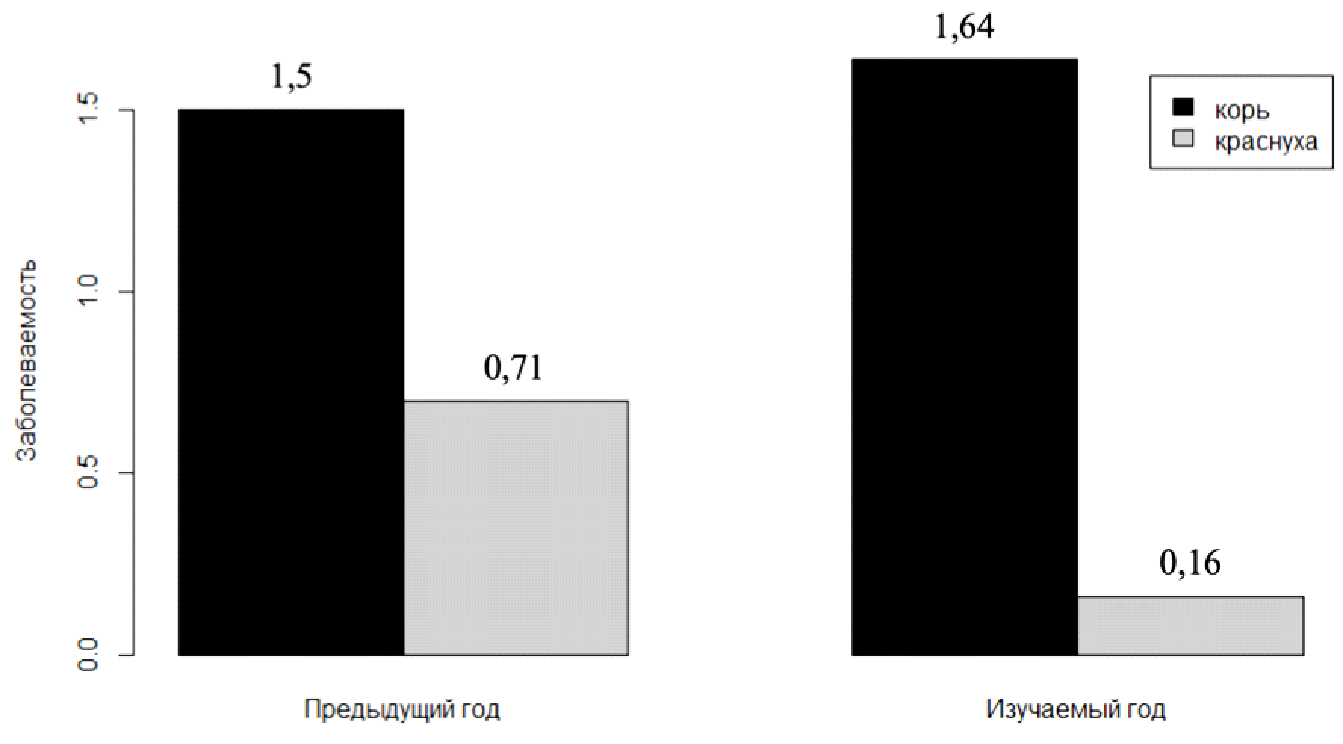 1,64
1,5
корь
краснуха
1.5
1.0
0.5
0.0
Заболеваемость
0,71
0,16
Предыдущий год
Изучаемый год